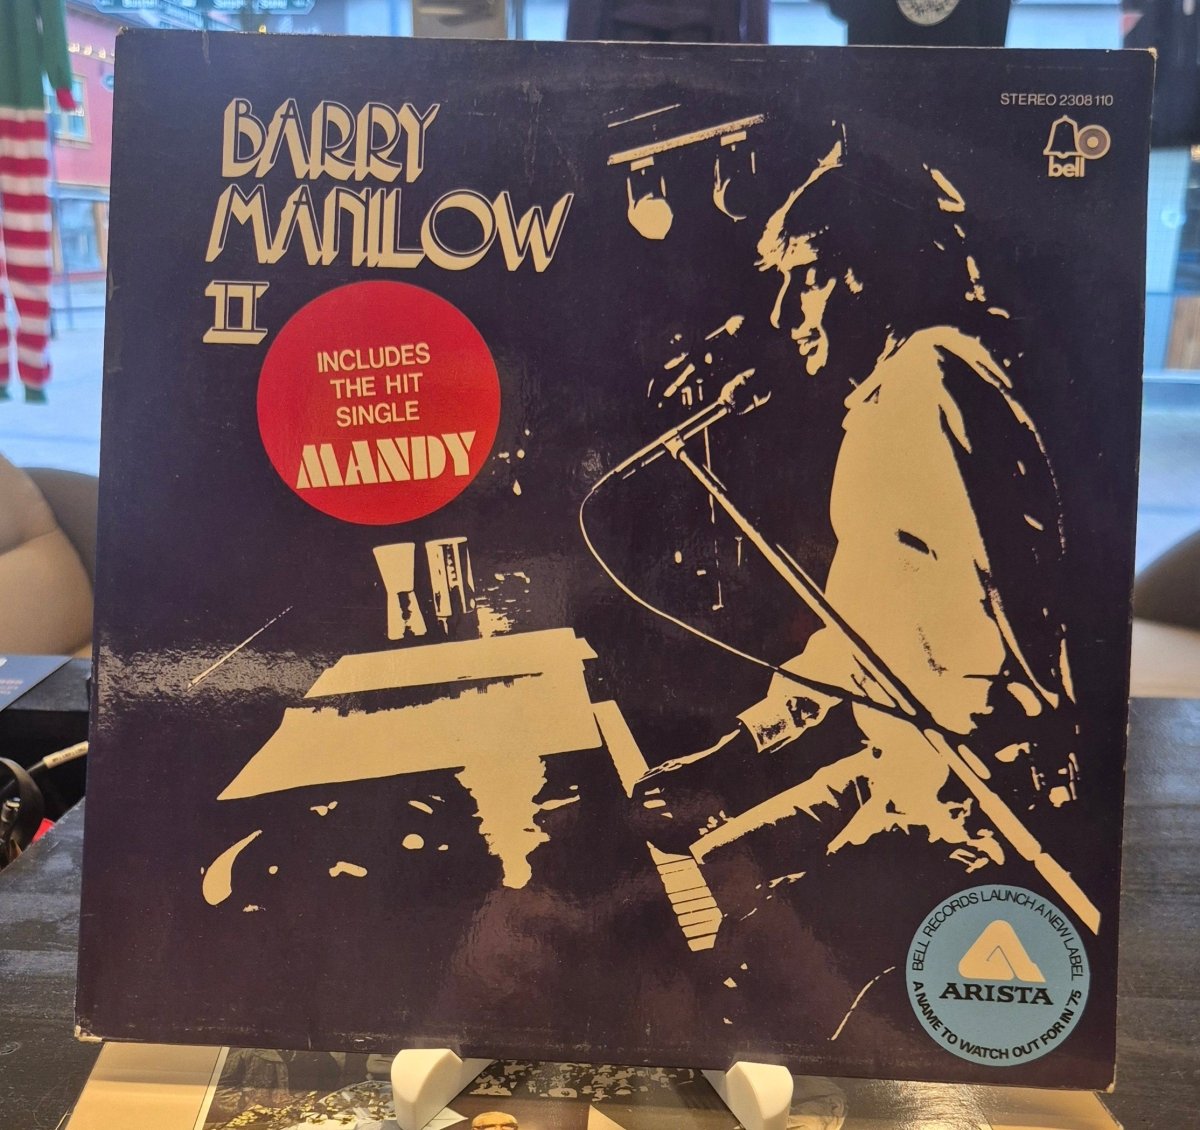 BARRY
MANILOW
II
STEREO 2308 110
bell
INCLUDES
THE HIT
SINGLE
MANDY
BELL RECORDS LAUNCH A NEW LABEL
ARISTA
A NAME TO WATCH OUT FOR IN '75